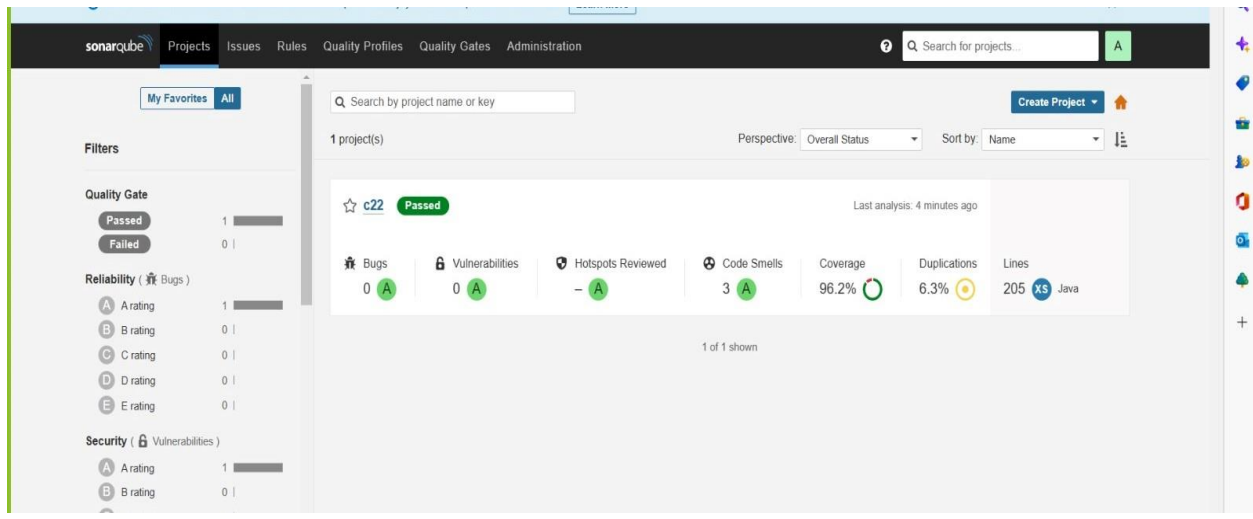 Learn More
sonarqube Projects Issues Rules Quality Profiles Quality Gates Administration ? Search for projects... A
My Favorites All
Search by project name or key
Create Project
1 project(s)
Perspective: Overall Status
Sort by: Name
Filters
Quality Gate
Passed 1
Failed 0
Reliability ( Bugs )
A A rating 1
B B rating 0
C C rating 0
D D rating 0
E E rating 0
Security ( Vulnerabilities )
A A rating 1
B B rating 0
c22 Passed
Last analysis: 4 minutes ago
Bugs Vulnerabilities Hotspots Reviewed Code Smells Coverage Duplications Lines
0 A 0 A – A 3 A 96.2% 6.3% 205 XS Java
1 of 1 shown